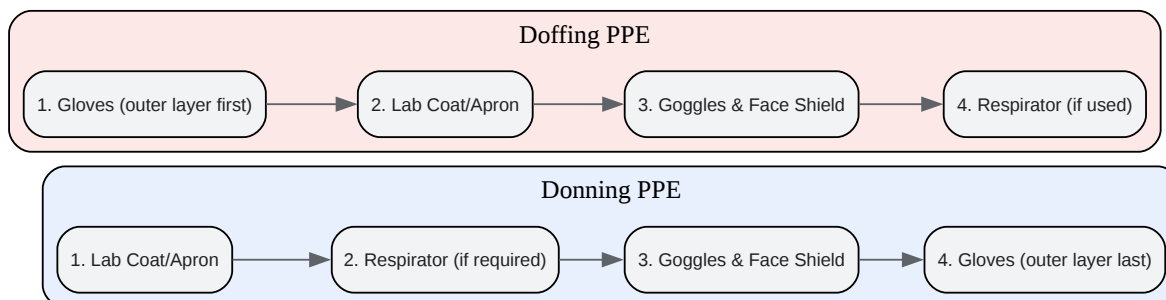 Doffing PPE
1. Gloves (outer layer first)
2. Lab Coat/Apron
3. Goggles & Face Shield
4. Respirator (if used)
Donning PPE
1. Lab Coat/Apron
2. Respirator (if required)
3. Goggles & Face Shield
4. Gloves (outer layer last)